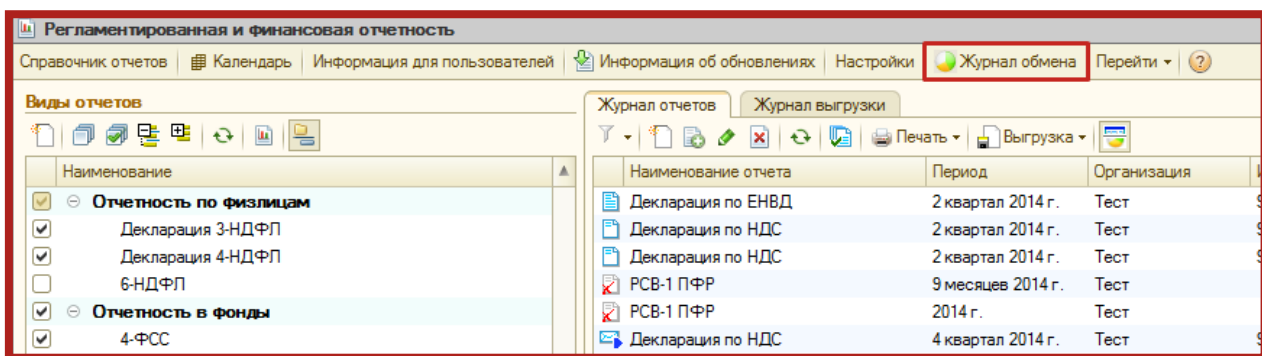 Регламентированная и финансовая отчетность
Справочник отчетов Календарь Информация для пользователей Информация об обновлениях Настройки Журнал обмена Перейти ?
Виды отчетов
Журнал отчетов Журнал выгрузки
Печать Выгрузка
Наименование
Наименование отчета Период Организация
Отчетность по физлицам
Декларация по ЕНВД 2 квартал 2014 г. Тест
Декларация 3-НДФЛ
Декларация по НДС 2 квартал 2014 г. Тест
Декларация 4-НДФЛ
Декларация по НДС 2 квартал 2014 г. Тест
6-НДФЛ
РСВ-1 ПФР 9 месяцев 2014 г. Тест
Отчетность в фонды
РСВ-1 ПФР 2014 г. Тест
4-ФСС
Декларация по НДС 4 квартал 2014 г. Тест